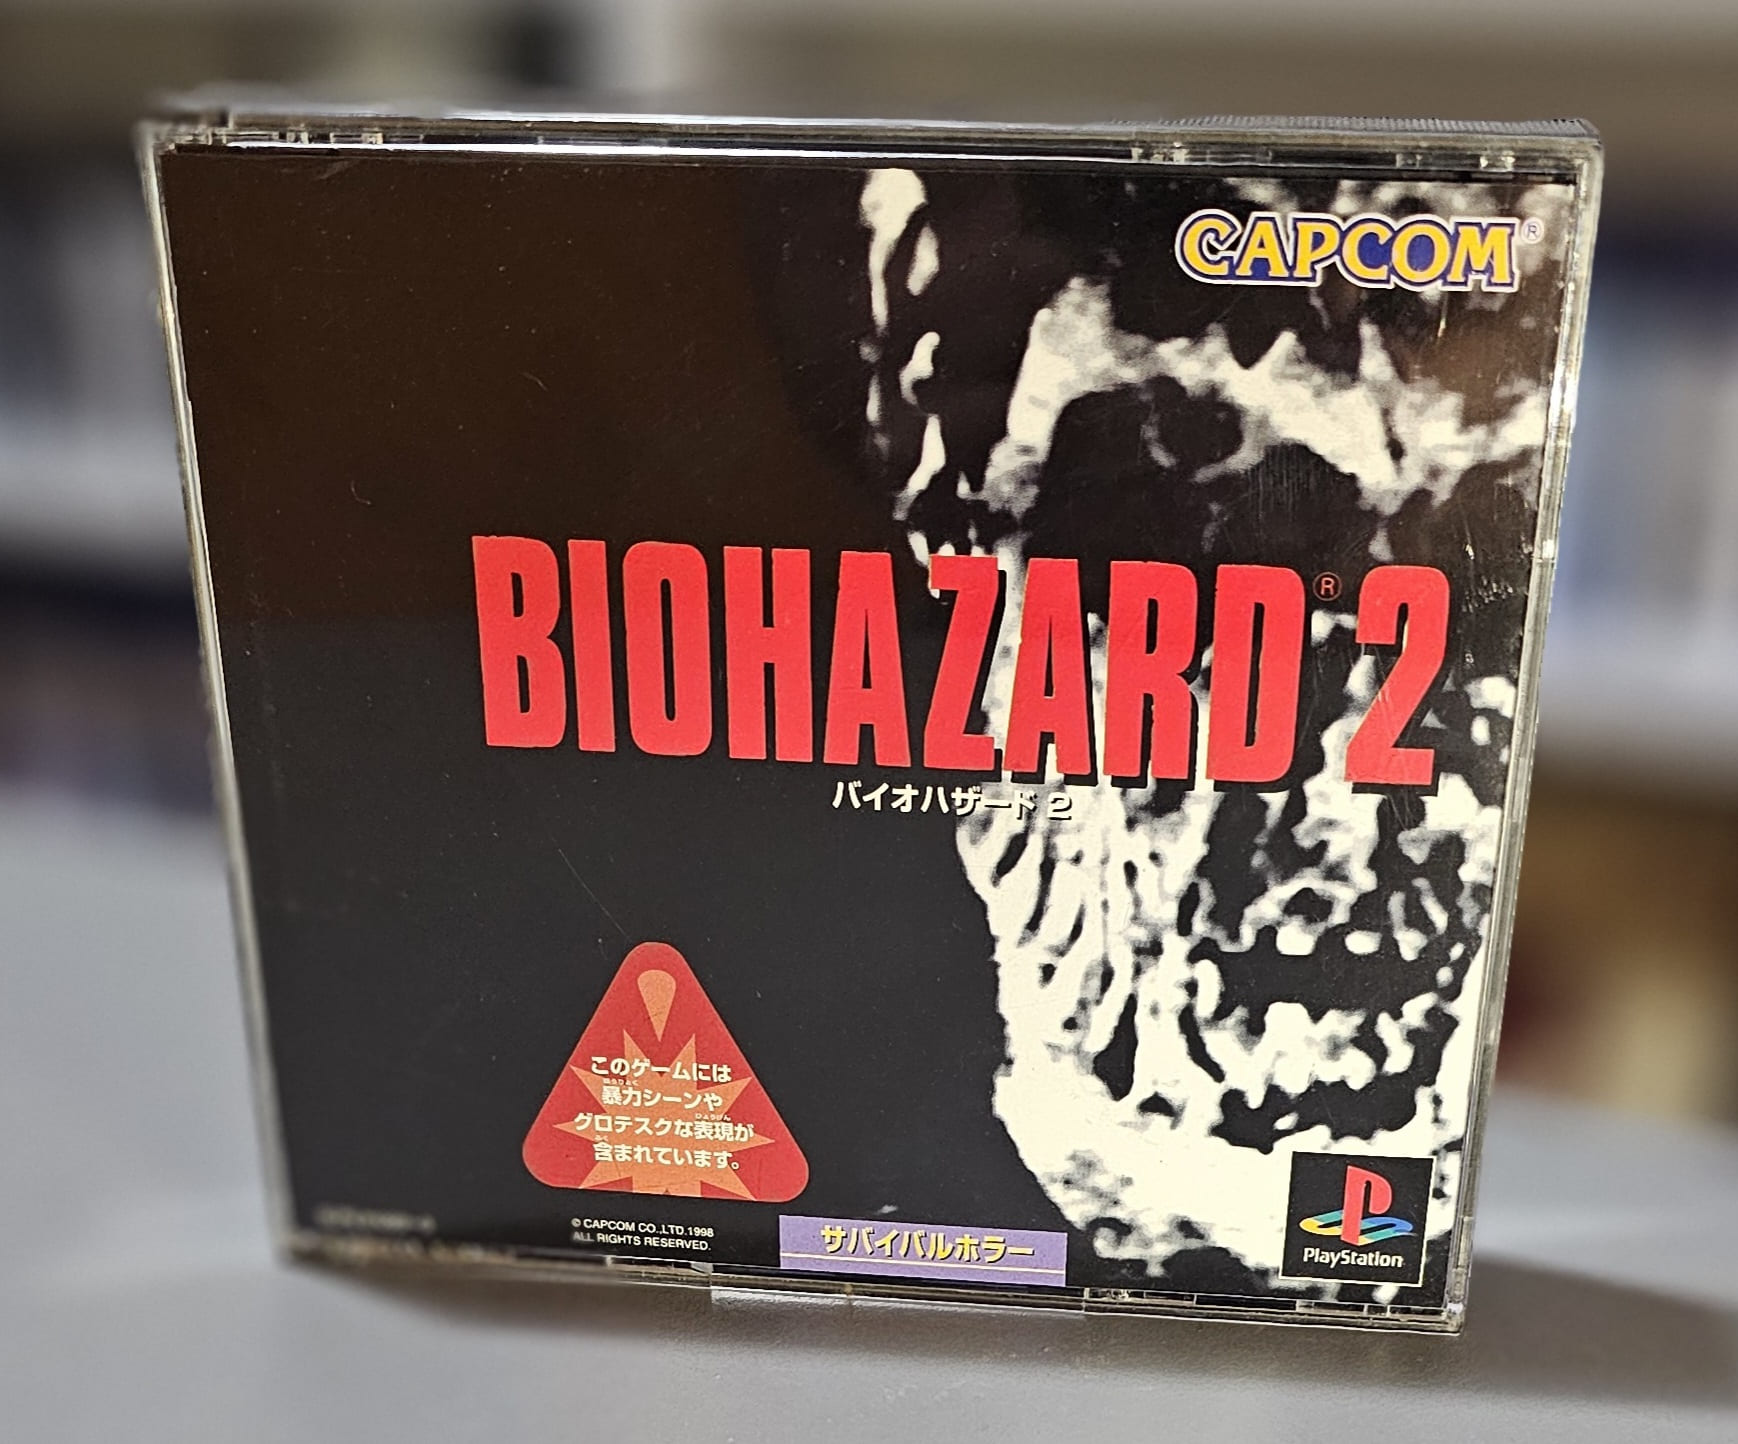 CAPCOM®
BIOHAZARD® 2
バイオハザード 2
このゲームには
暴力シーンや
グロテスクな表現が
含まれています。
© CAPCOM CO.,LTD.1998
ALL RIGHTS RESERVED.
サバイバルホラー
PlayStation